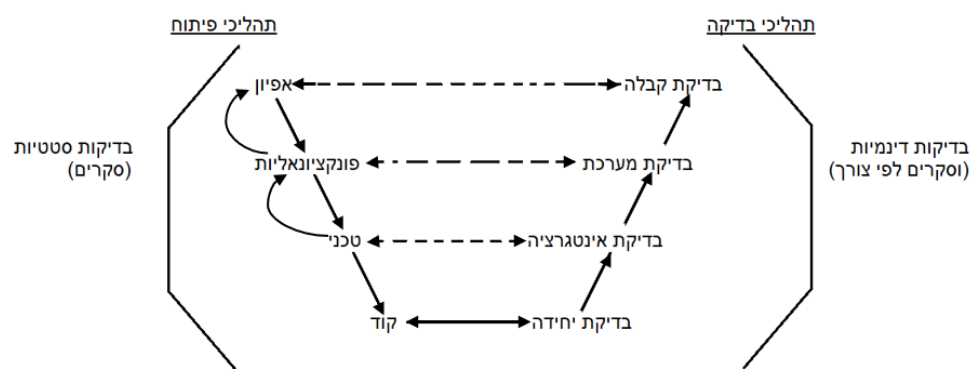 תהליכי בדיקה
תהליכי פיתוח
בדיקת קבלה
אפיון
בדיקות דינמיות
(וסקרים לפי צורך)
בדיקות סטטיות
(סקרים)
בדיקת מערכת
פונקציונאליות
בדיקת אינטגרציה
טכני
בדיקת יחידה
קוד